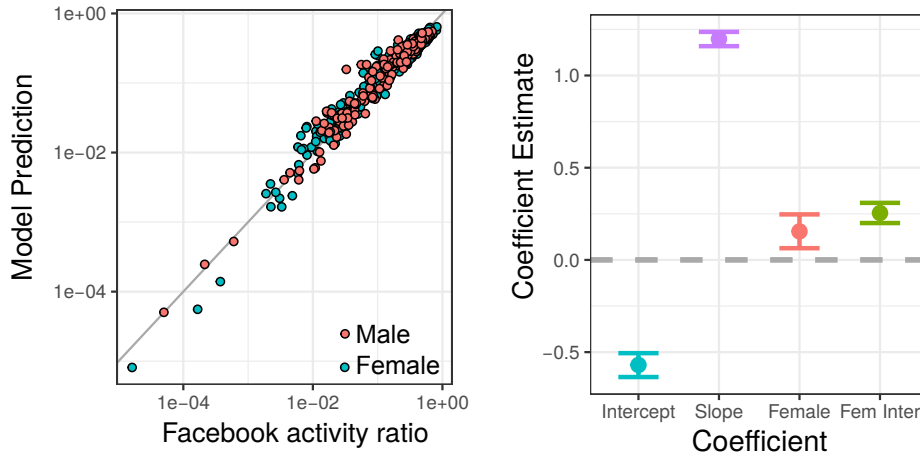 1e+00
1e−02
1e−04
Model Prediction
Male
Female
1e−04 1e−02 1e+00
Facebook activity ratio
1.0
0.5
0.0
−0.5
Coefficient Estimate
Intercept Slope Female Fem Inter
Coefficient